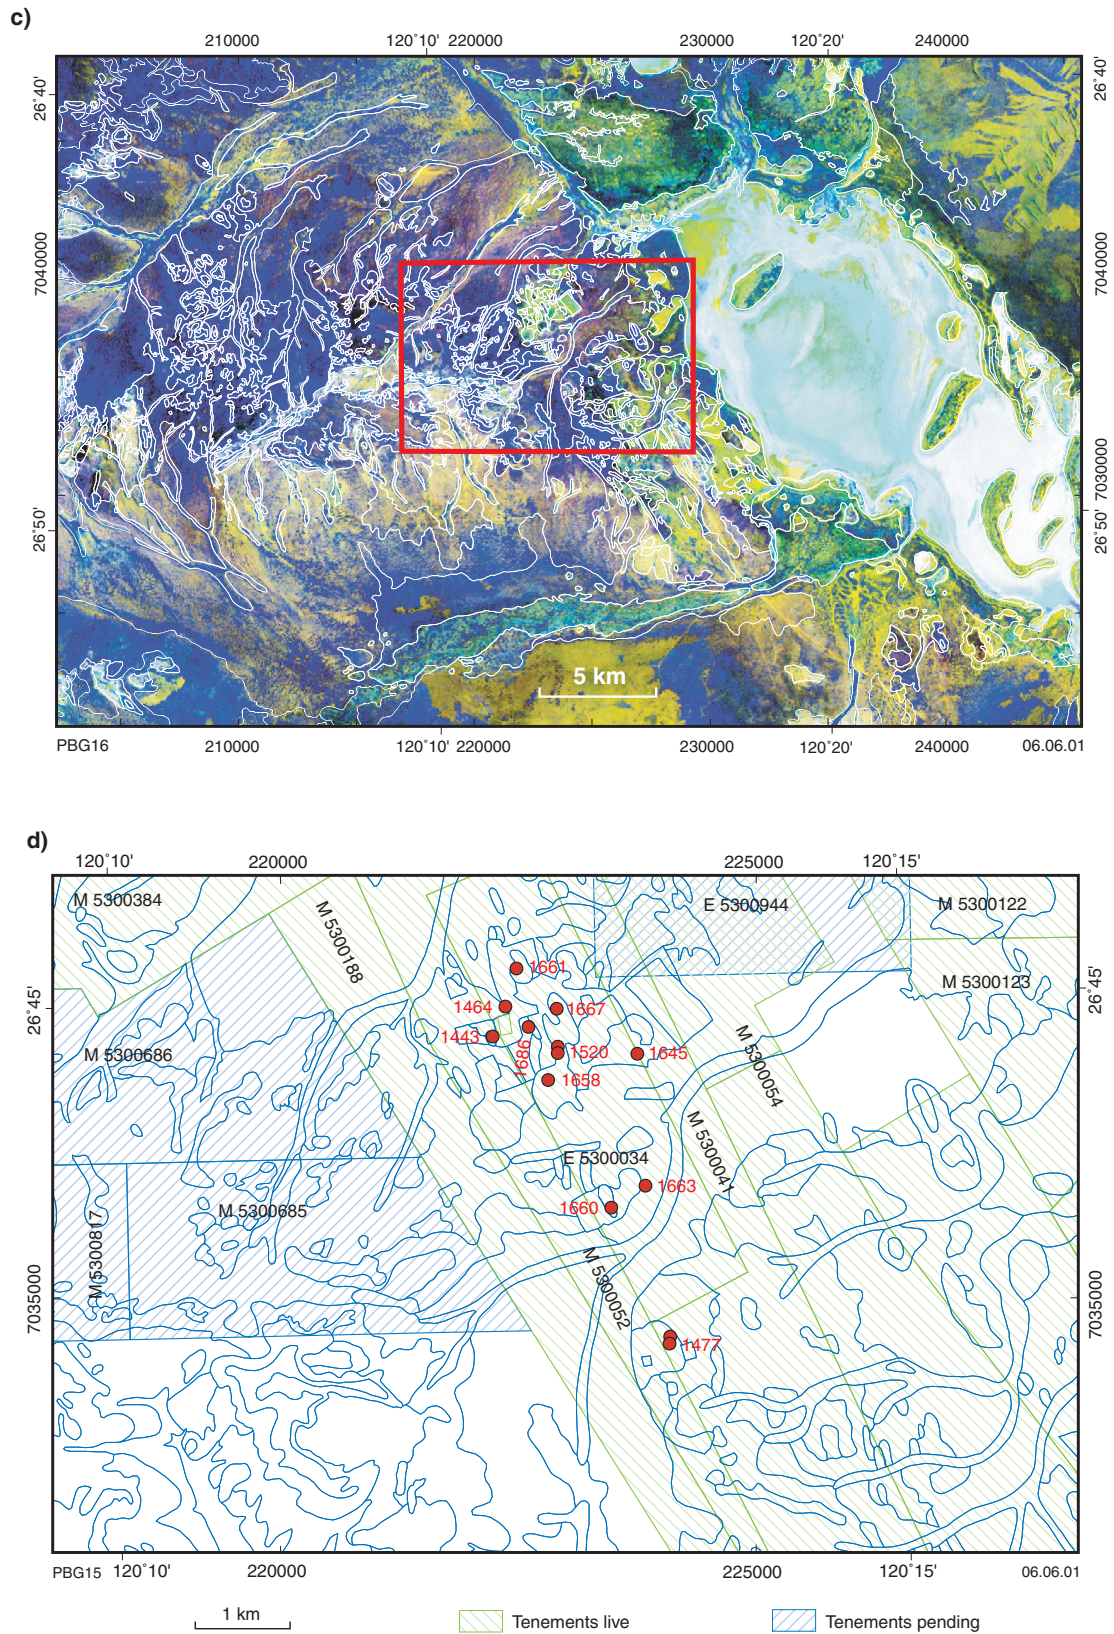 c)
210000 120°10' 220000 230000 120°20' 240000
26°40' 26°40'
7040000 7040000
7030000
26°50' 26°50'
5 km
PBG16 210000 120°10' 220000 230000 120°20' 240000 06.06.01
d)
120°10' 220000 225000 120°15'
M 5300384 M 5300188 E 5300944 M 5300122
1661
M 5300123
26°45' 1464 1667 26°45'
1443 1686 1520 1645 M 5300054
M 5300686
1658
M 5300041
E 5300034
1663
1660
M 5300685
M 5300817
M 5300052
7035000 7035000
1477
PBG15 120°10' 220000 225000 120°15' 06.06.01
1 km Tenements live Tenements pending